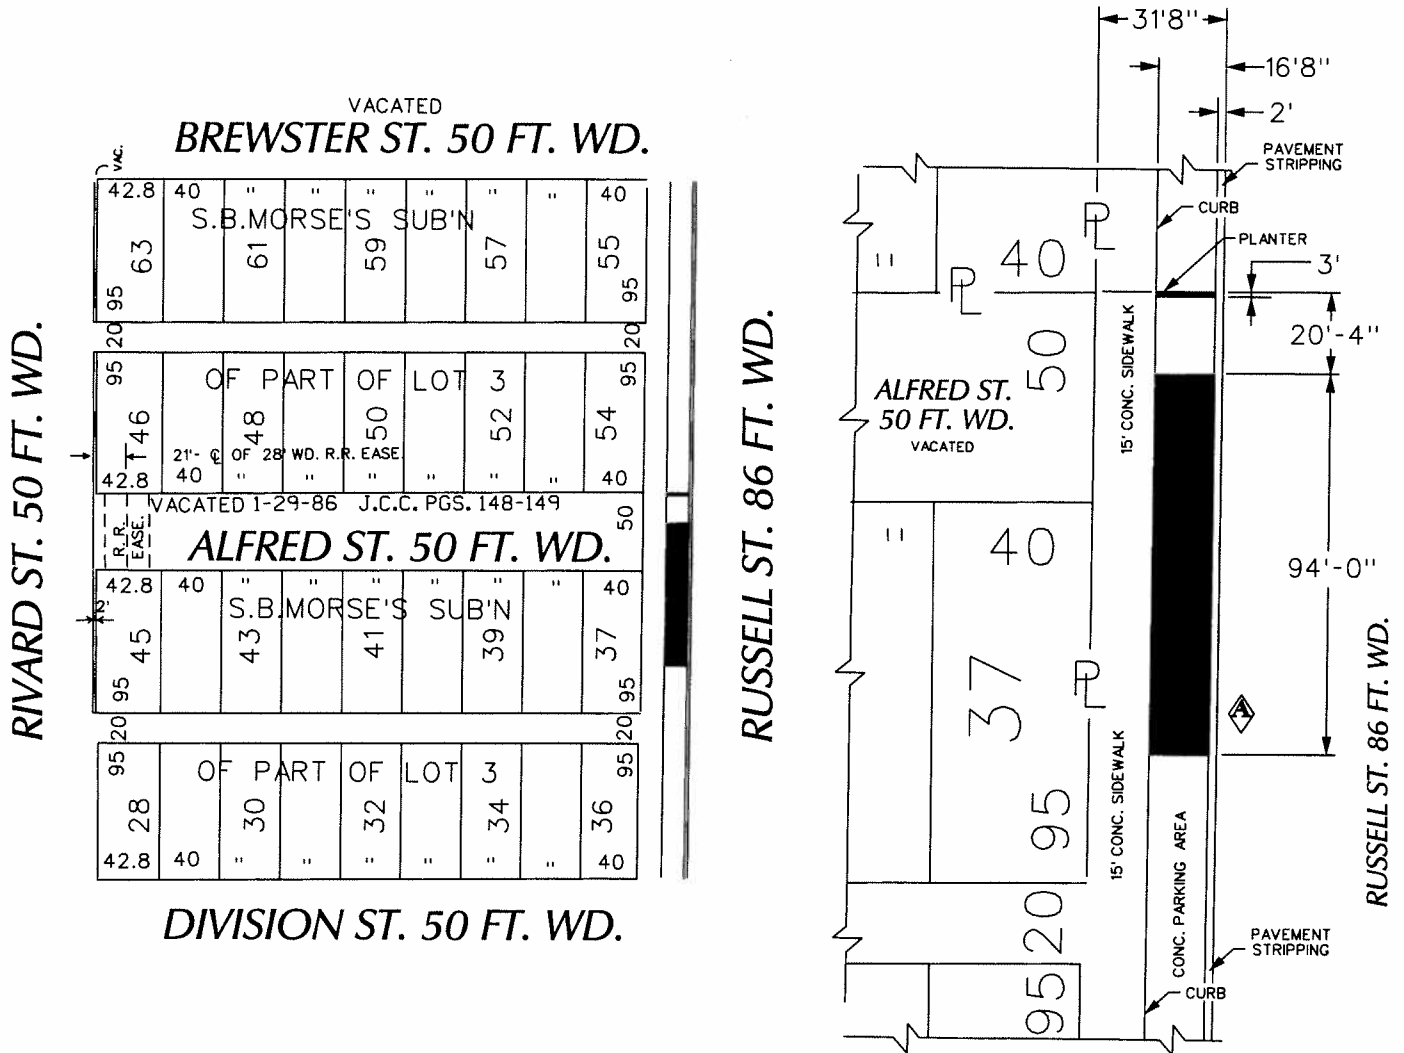 VACATED
BREWSTER ST. 50 FT. WD.
VAC.
42.8 40 " " " " " " 40
S.B.MORSE'S SUB'N
63 61 59 57 55
95 95
20 20
95 95
OF PART OF LOT 3
46 48 50 52 54
21'- ℄ OF 28' WD. R.R. EASE.
42.8 40 " " " " " " 40
VACATED 1-29-86 J.C.C. PGS. 148-149
R. R.
EASE.
ALFRED ST. 50 FT. WD.
50
42.8 40 " " " " " " 40
S.B.MORSE'S SUB'N
2'
45 43 41 39 37
95 95
20 20
95 95
OF PART OF LOT 3
28 30 32 34 36
42.8 40 " " " " " " 40
DIVISION ST. 50 FT. WD.
RIVARD ST. 50 FT. WD.
RUSSELL ST. 86 FT. WD.
31'8"
16'8"
2'
PAVEMENT
STRIPPING
CURB
PLANTER
3'
20'-4"
94'-0"
" 40
PL
PL
50
15' CONC. SIDEWALK
ALFRED ST.
50 FT. WD.
VACATED
" 40
37
PL
A
95
15' CONC. SIDEWALK
20
95
CONC. PARKING AREA
PAVEMENT
STRIPPING
CURB
RUSSELL ST. 86 FT. WD.